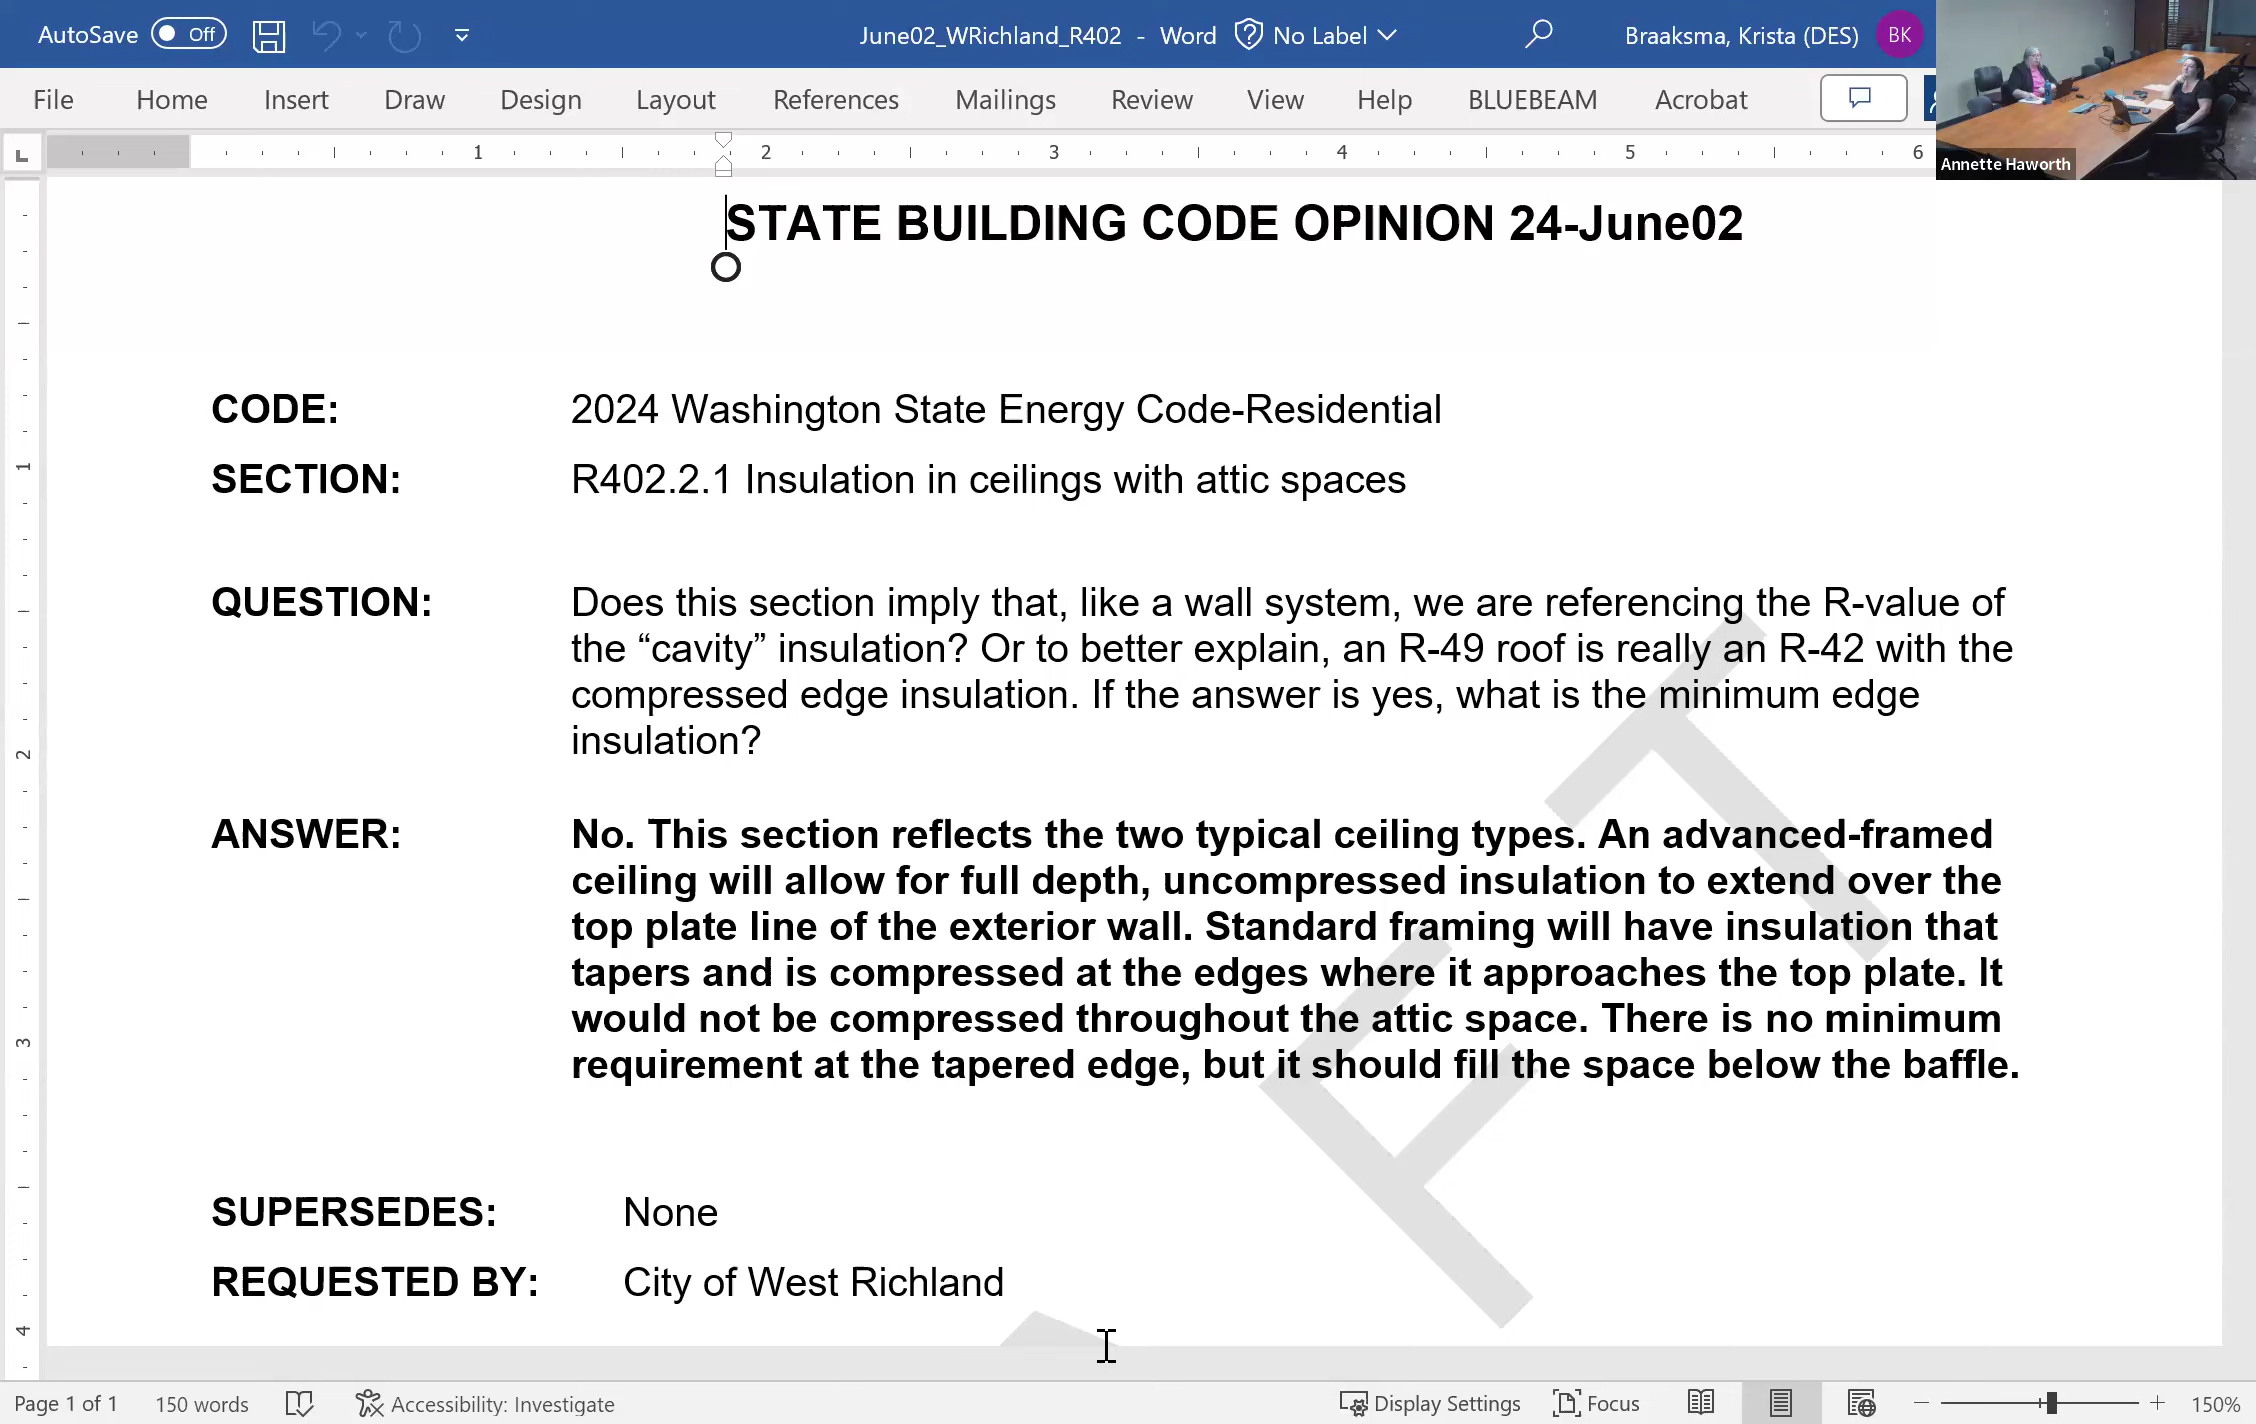 AutoSave Off June02_WRichland_R402 - Word No Label Braaksma, Krista (DES) BK
File Home Insert Draw Design Layout References Mailings Review View Help BLUEBEAM Acrobat
Annette Haworth
L 1 2 3 4 5 6
STATE BUILDING CODE OPINION 24-June02
CODE: 2024 Washington State Energy Code-Residential
SECTION: R402.2.1 Insulation in ceilings with attic spaces
QUESTION: Does this section imply that, like a wall system, we are referencing the R-value of
the “cavity” insulation? Or to better explain, an R-49 roof is really an R-42 with the
compressed edge insulation. If the answer is yes, what is the minimum edge
insulation?
ANSWER: No. This section reflects the two typical ceiling types. An advanced-framed
ceiling will allow for full depth, uncompressed insulation to extend over the
top plate line of the exterior wall. Standard framing will have insulation that
tapers and is compressed at the edges where it approaches the top plate. It
would not be compressed throughout the attic space. There is no minimum
requirement at the tapered edge, but it should fill the space below the baffle.
SUPERSEDES: None
REQUESTED BY: City of West Richland
1
2
3
4
Page 1 of 1 150 words Accessibility: Investigate Display Settings Focus 150%